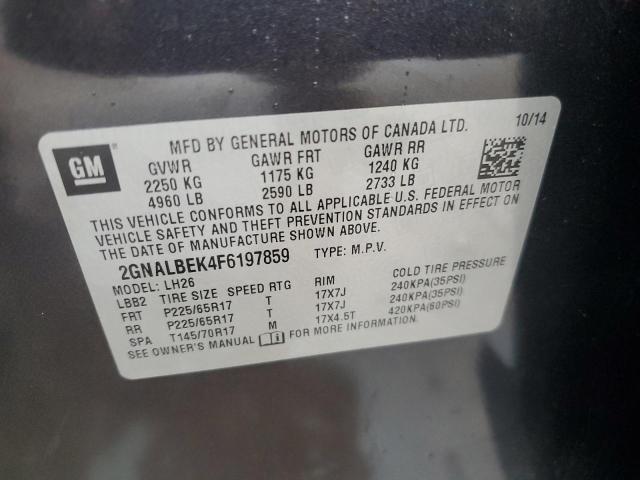 GM
MFD BY GENERAL MOTORS OF CANADA LTD. 10/14
GVWR GAWR FRT GAWR RR
2250 KG 1175 KG 1240 KG
4960 LB 2590 LB 2733 LB
THIS VEHICLE CONFORMS TO ALL APPLICABLE U.S. FEDERAL MOTOR
VEHICLE SAFETY AND THEFT PREVENTION STANDARDS IN EFFECT ON
THE DATE OF MANUFACTURE SHOWN ABOVE.
2GNALBEK4F6197859 TYPE: M.P.V.
MODEL: LH26
LBB2 TIRE SIZE SPEED RTG RIM COLD TIRE PRESSURE
FRT P225/65R17 T 17X7J 240KPA(35PSI)
RR P225/65R17 T 17X7J 240KPA(35PSI)
SPA T145/70R17 M 17X4.5T 420KPA(60PSI)
SEE OWNER'S MANUAL FOR MORE INFORMATION.